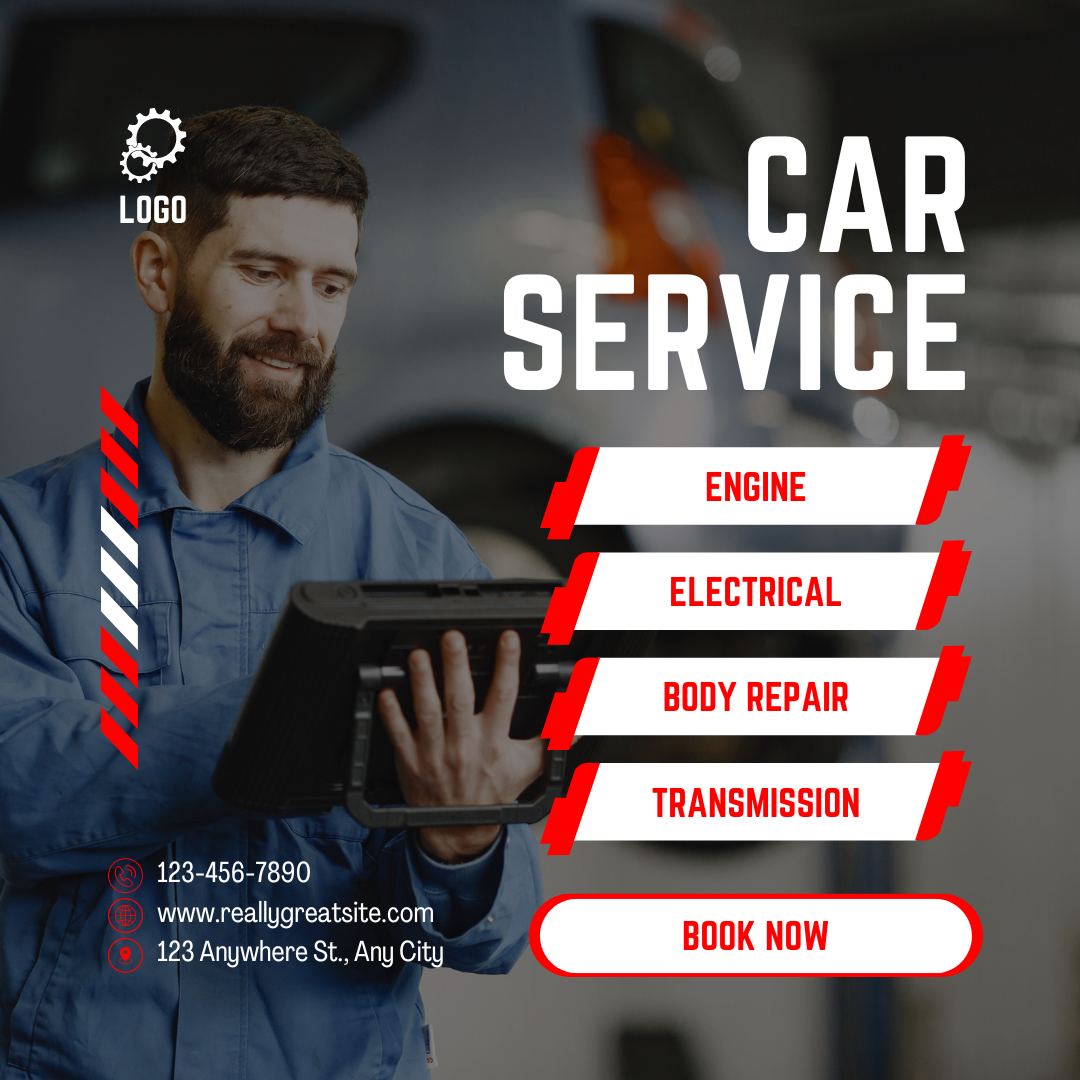 LOGO
CAR
SERVICE
ENGINE
ELECTRICAL
BODY REPAIR
TRANSMISSION
123-456-7890
www.reallygreatsite.com
123 Anywhere St., Any City
BOOK NOW